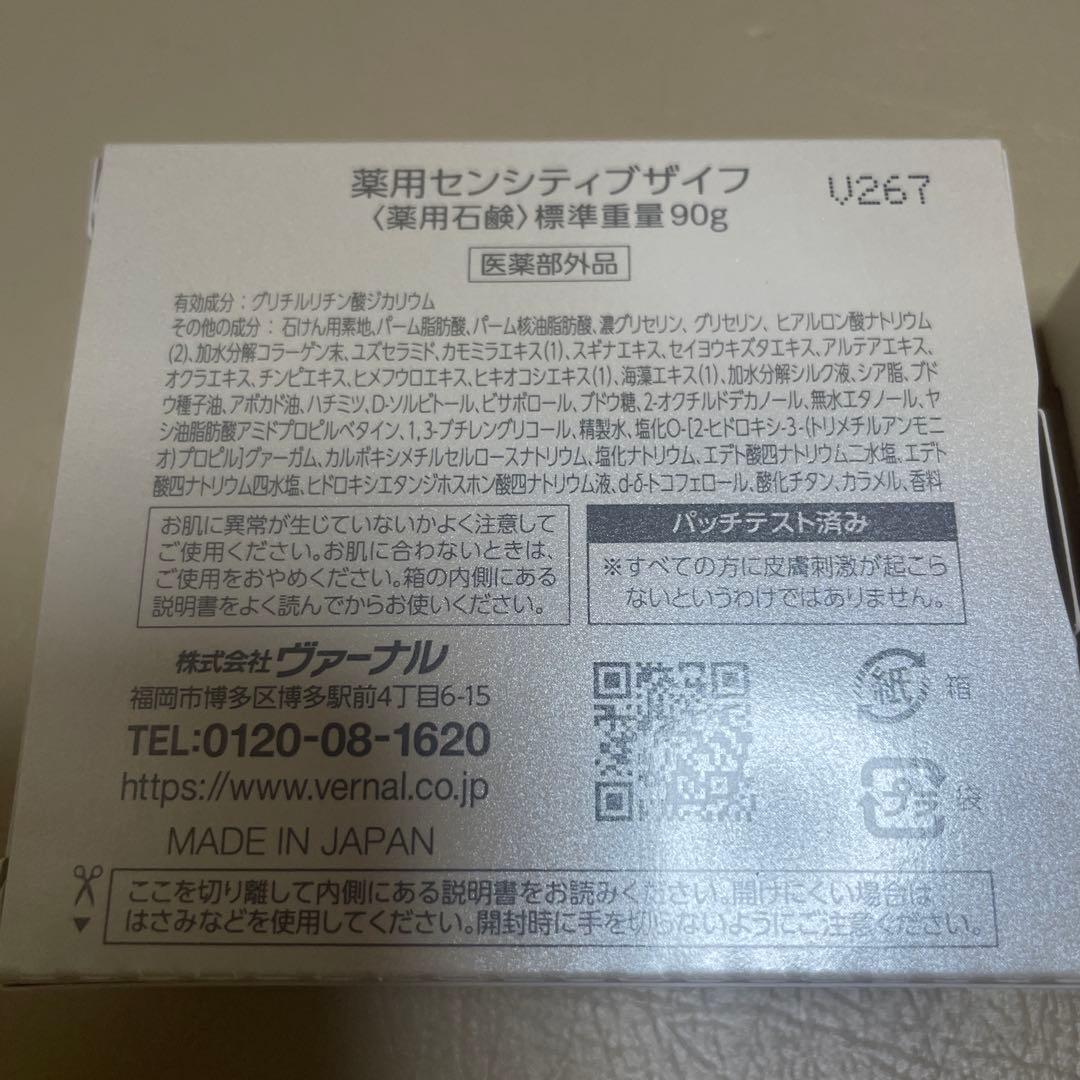 薬用センシティブザイフ
〈薬用石鹸〉標準重量90g
V267
医薬部外品
有効成分：グリチルリチン酸ジカリウム
その他の成分：石けん用素地、パーム脂肪酸、パーム核油脂肪酸、濃グリセリン、グリセリン、ヒアルロン酸ナトリウム
(2)、加水分解コラーゲン末、ユズセラミド、カモミラエキス(1)、スギナエキス、セイヨウキズタエキス、アルテアエキス、
オクラエキス、チンピエキス、ヒメフウロエキス、ヒキオコシエキス(1)、海藻エキス(1)、加水分解シルク液、シア脂、ブド
ウ種子油、アボカド油、ハチミツ、D-ソルビトール、ビサボロール、ブドウ糖、2-オクチルドデカノール、無水エタノール、ヤ
シ油脂肪酸アミドプロピルベタイン、1,3-ブチレングリコール、精製水、塩化O-[2-ヒドロキシ-3-(トリメチルアンモニ
オ)プロピル]グァーガム、カルボキシメチルセルロースナトリウム、塩化ナトリウム、エデト酸四ナトリウム二水塩、エデト
酸四ナトリウム四水塩、ヒドロキシエタンジホスホン酸四ナトリウム液、d-δ-トコフェロール、酸化チタン、カラメル、香料
お肌に異常が生じていないかよく注意して
ご使用ください。お肌に合わないときは、
ご使用をおやめください。箱の内側にある
説明書をよく読んでからお使いください。
パッチテスト済み
※すべての方に皮膚刺激が起こら
ないというわけではありません。
株式会社ヴァーナル
福岡市博多区博多駅前4丁目6-15
TEL:0120-08-1620
https://www.vernal.co.jp
MADE IN JAPAN
紙 箱
プラ 袋
ここを切り離して内側にある説明書をお読みください。開けにくい場合は、
はさみなどを使用してください。開封時に手を切らないようにご注意ください。